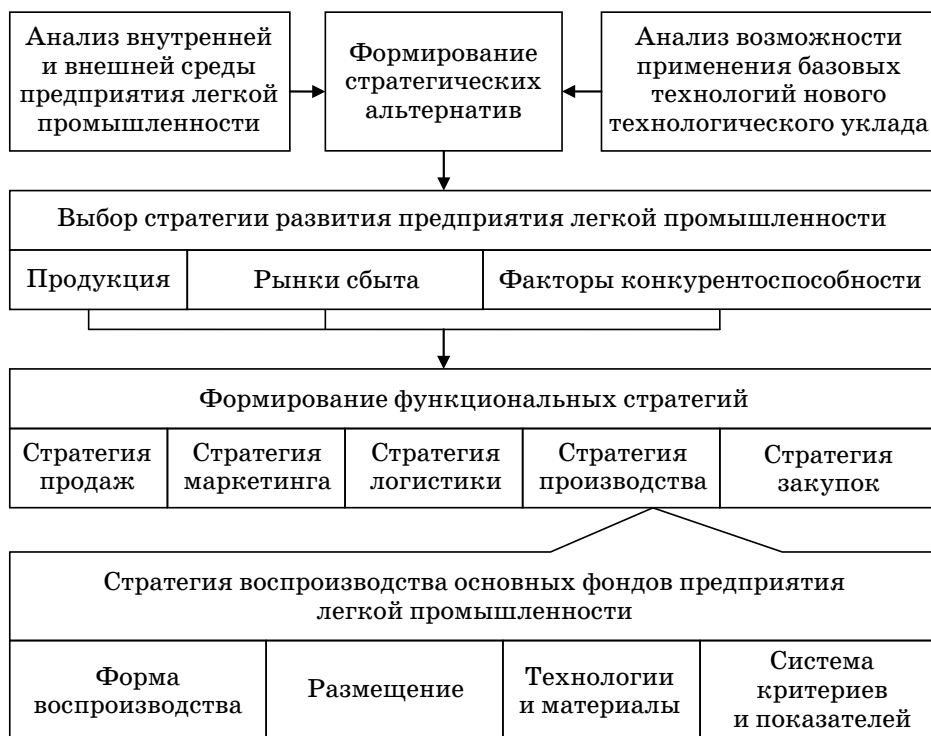 Анализ внутренней
и внешней среды
предприятия легкой
промышленности
Формирование
стратегических
альтернатив
Анализ возможности
применения базовых
технологий нового
технологического уклада
Выбор стратегии развития предприятия легкой промышленности
Продукция
Рынки сбыта
Факторы конкурентоспособности
Формирование функциональных стратегий
Стратегия
продаж
Стратегия
маркетинга
Стратегия
логистики
Стратегия
производства
Стратегия
закупок
Стратегия воспроизводства основных фондов предприятия
легкой промышленности
Форма
воспроизводства
Размещение
Технологии
и материалы
Система
критериев
и показателей